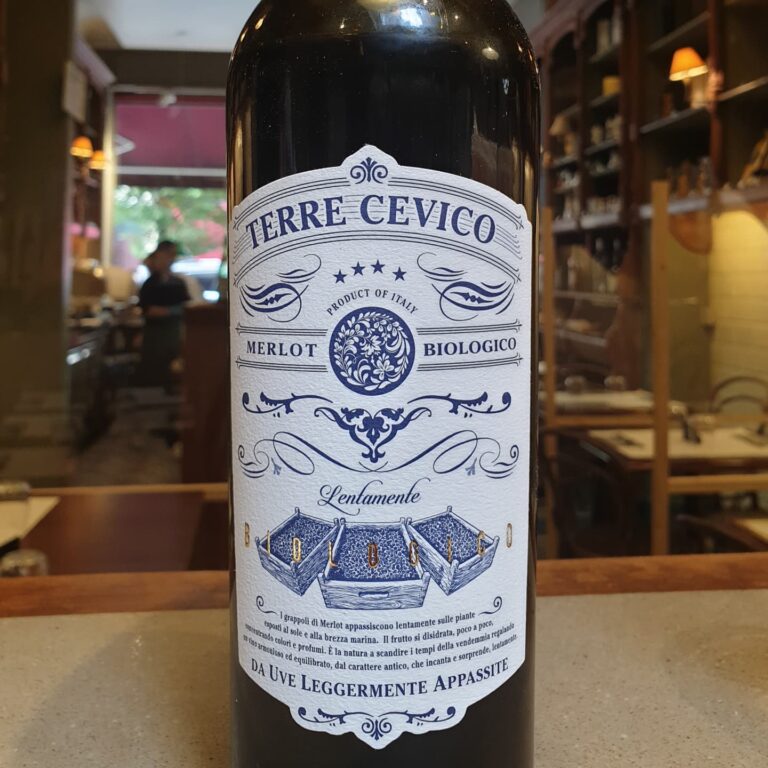 TERRE CEVICO
PRODUCT OF ITALY
MERLOT BIOLOGICO
Lentamente
BIOLOGICO
I grappoli di Merlot appassiscono lentamente sulle piante
esposti al sole e alla brezza marina. Il frutto si disidrata, poco a poco,
concentrando colori e profumi. È la natura a scandire i tempi della vendemmia regalando
un vino armonioso ed equilibrato, dal carattere antico, che incanta e sorprende, lentamente.
DA UVE LEGGERMENTE APPASSITE